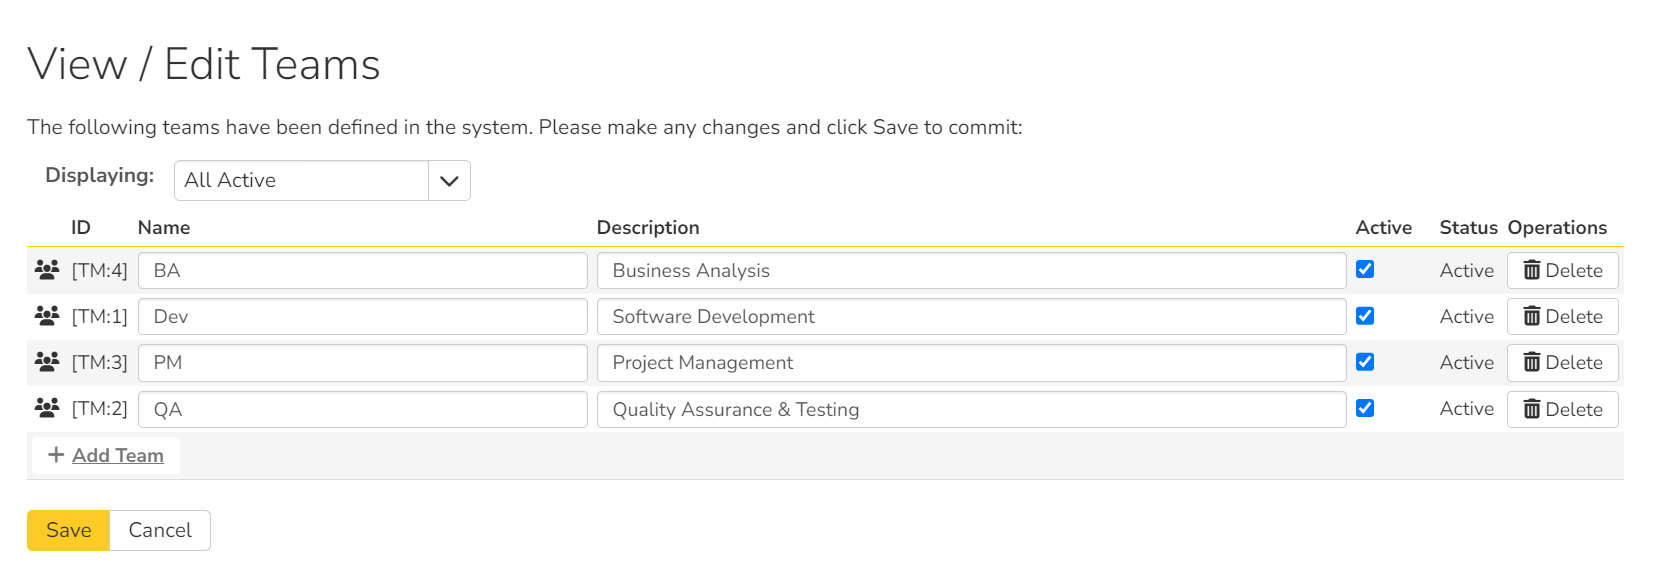 View / Edit Teams
The following teams have been defined in the system. Please make any changes and click Save to commit:
Displaying: All Active
ID Name Description Active Status Operations
[TM:4] BA Business Analysis Active Delete
[TM:1] Dev Software Development Active Delete
[TM:3] PM Project Management Active Delete
[TM:2] QA Quality Assurance & Testing Active Delete
+ Add Team
Save Cancel